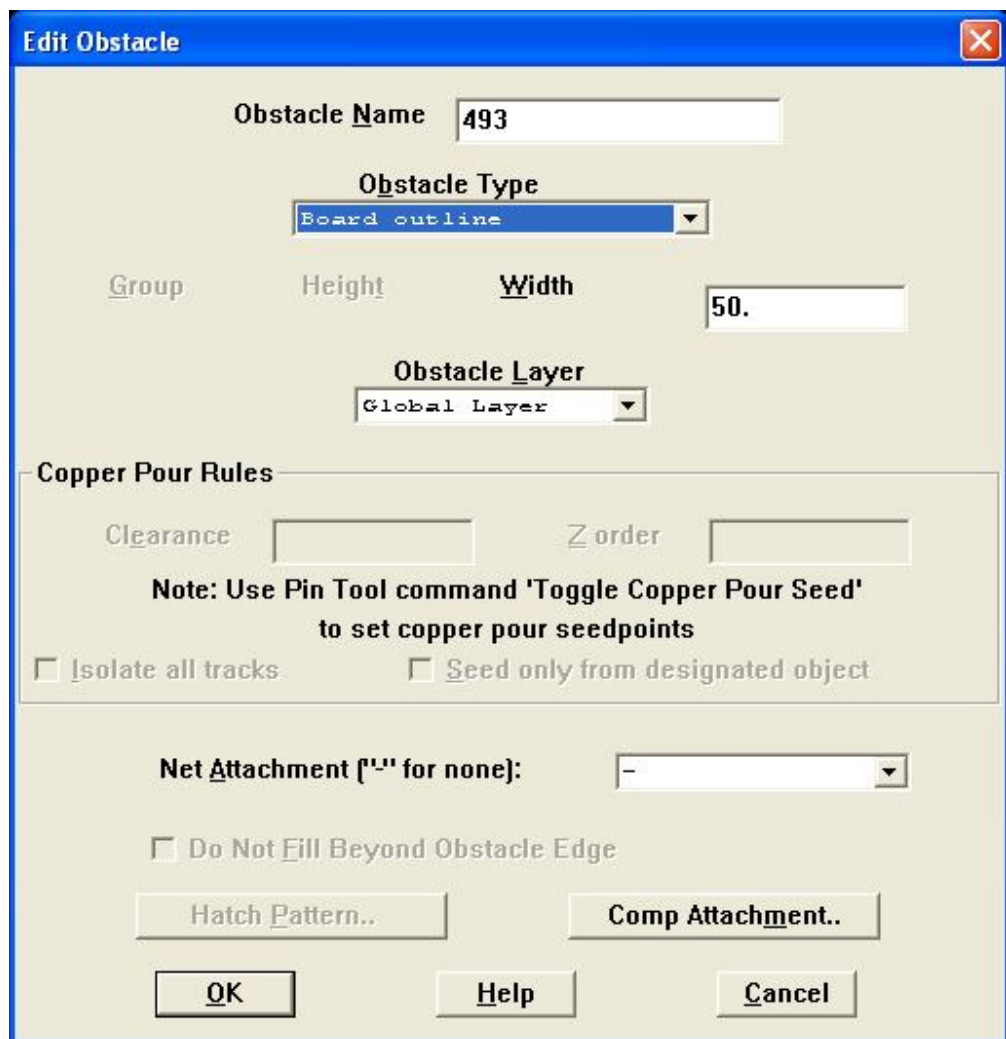 Edit Obstacle
Obstacle Name 493
Obstacle Type
Board outline
Group Height Width 50.
Obstacle Layer
Global Layer
Copper Pour Rules
Clearance Z order
Note: Use Pin Tool command 'Toggle Copper Pour Seed'
to set copper pour seedpoints
Isolate all tracks Seed only from designated object
Net Attachment ("-" for none): -
Do Not Fill Beyond Obstacle Edge
Hatch Pattern.. Comp Attachment..
OK Help Cancel